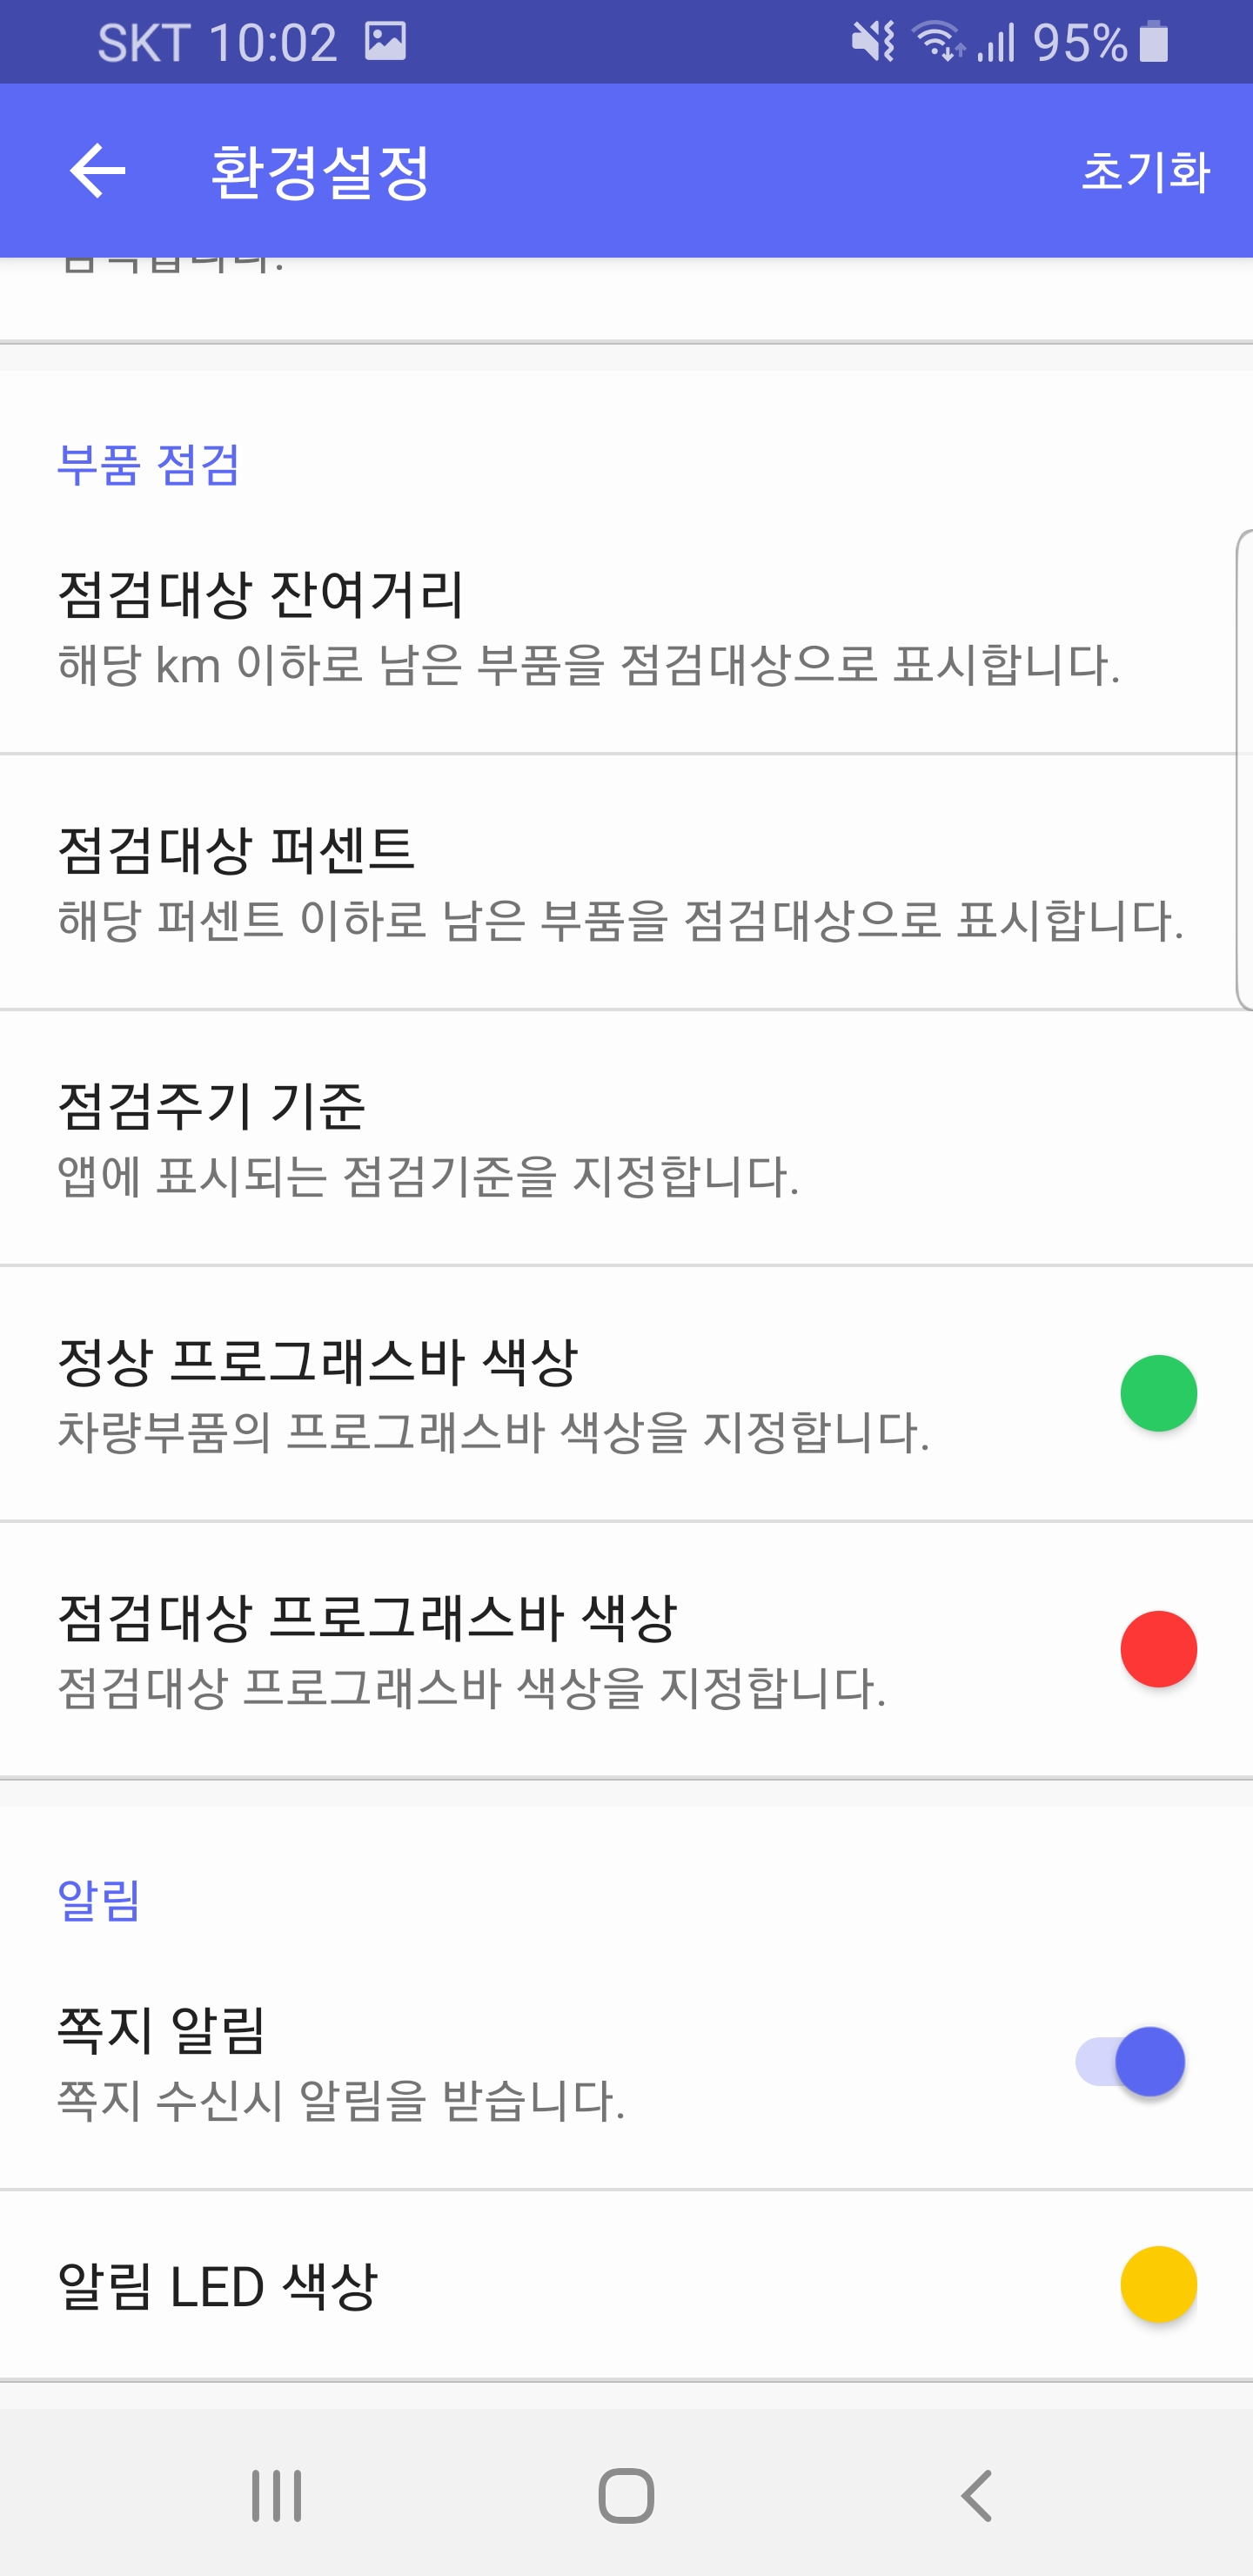 SKT 10:02 95%
환경설정 초기화
부품 점검
점검대상 잔여거리
해당 km 이하로 남은 부품을 점검대상으로 표시합니다.
점검대상 퍼센트
해당 퍼센트 이하로 남은 부품을 점검대상으로 표시합니다.
점검주기 기준
앱에 표시되는 점검기준을 지정합니다.
정상 프로그래스바 색상
차량부품의 프로그래스바 색상을 지정합니다.
점검대상 프로그래스바 색상
점검대상 프로그래스바 색상을 지정합니다.
알림
쪽지 알림
쪽지 수신시 알림을 받습니다.
알림 LED 색상